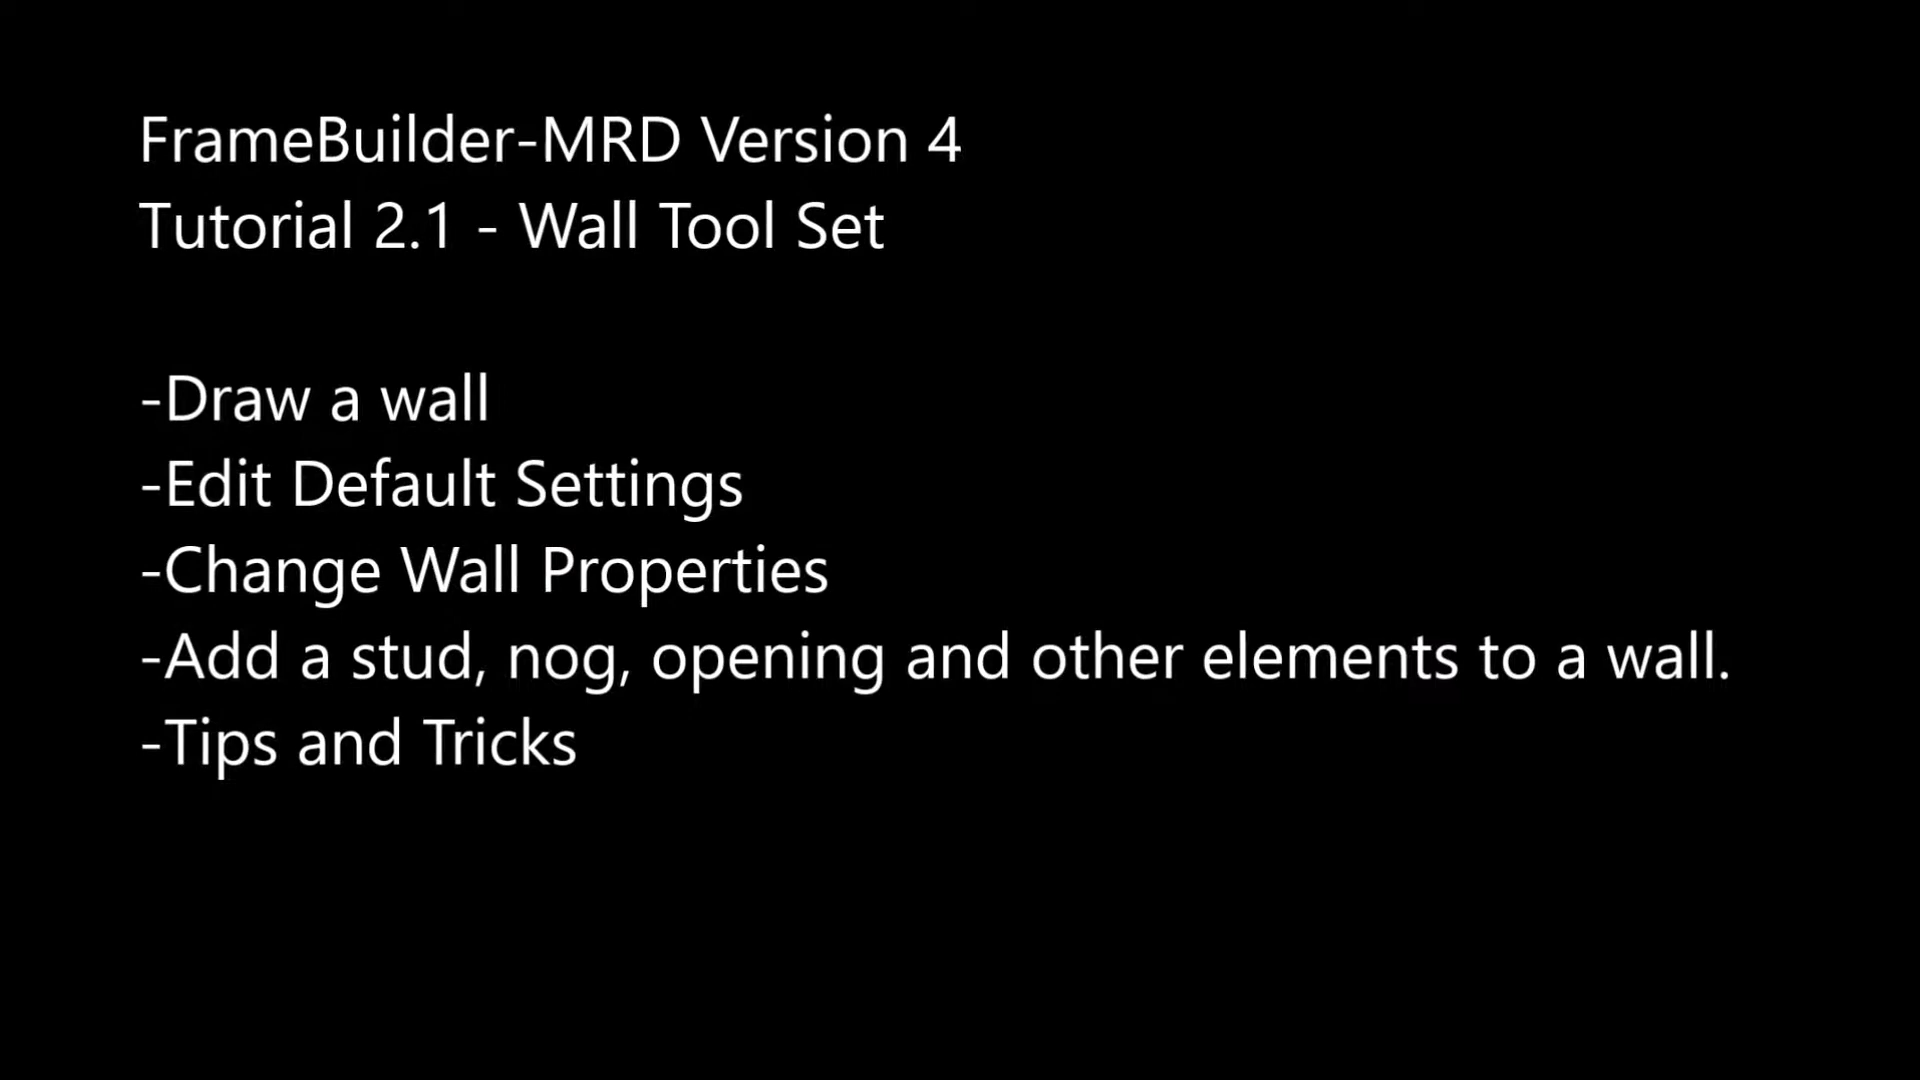 FrameBuilder-MRD Version 4
Tutorial 2.1 - Wall Tool Set
-Draw a wall
-Edit Default Settings
-Change Wall Properties
-Add a stud, nog, opening and other elements to a wall.
-Tips and Tricks